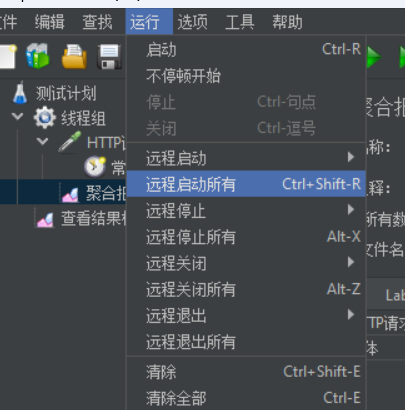 件 编辑 查找 运行 选项 工具 帮助
启动 Ctrl-R
不停顿开始
测试计划
停止 Ctrl-句点
线程组
关闭 Ctrl-逗号
聚合报
HTTP
远程启动
称:
常
远程启动所有 Ctrl+Shift-R
释:
聚合报
远程停止
查看结果
所有数
远程停止所有 Alt-X
文件名
远程关闭
远程关闭所有 Alt-Z
Lab
远程退出
TP请求
远程退出所有
体
清除 Ctrl+Shift-E
清除全部 Ctrl-E